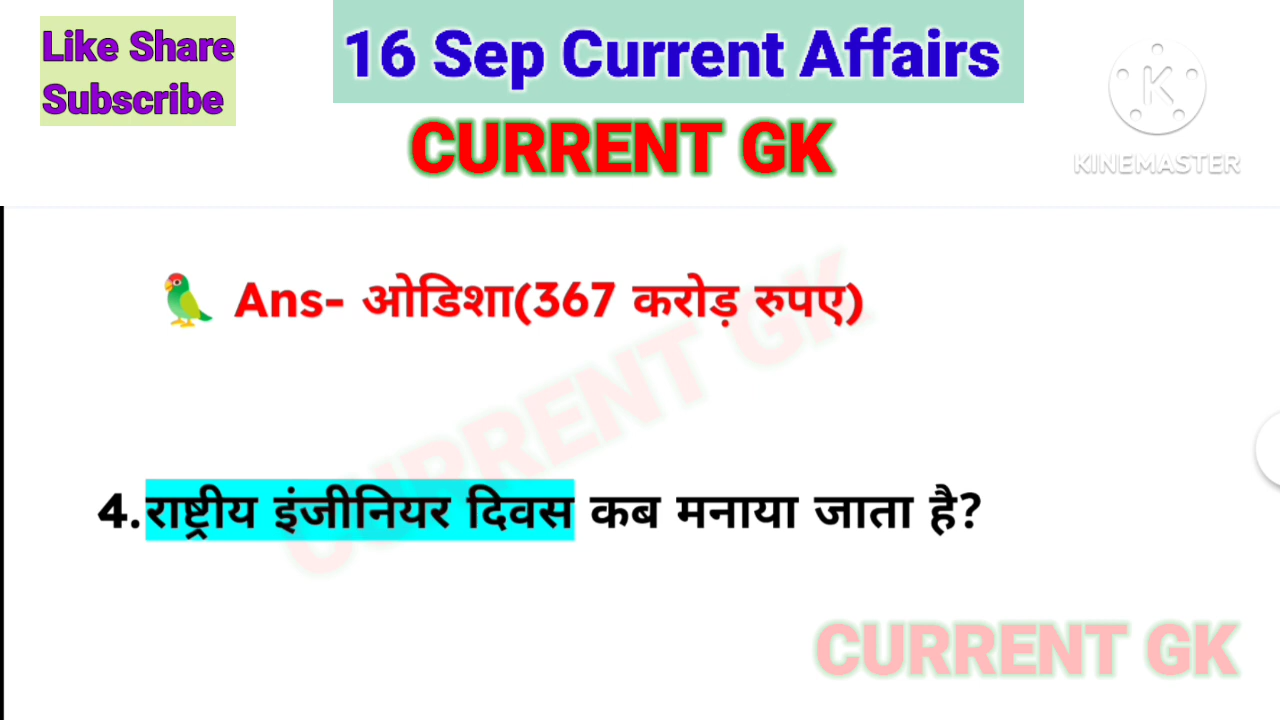 Like Share
Subscribe
16 Sep Current Affairs
CURRENT GK
KINEMASTER
Ans- ओडिशा(367 करोड़ रुपए)
CURRENT GK
4.राष्ट्रीय इंजीनियर दिवस कब मनाया जाता है?
CURRENT GK